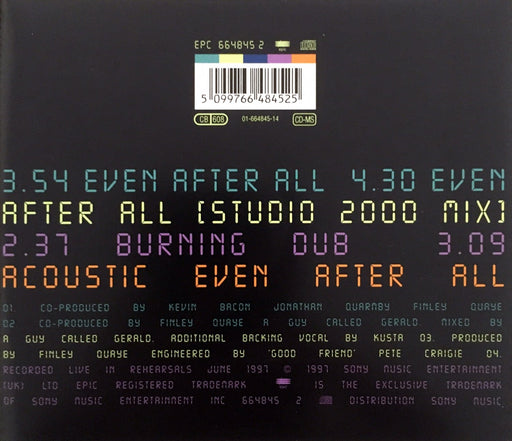 EPC 664845 2
epc
5 099766 484525
CB 608 01-664845-14 CD-MS
3.54 EVEN AFTER ALL 4.30 EVEN
AFTER ALL [STUDIO 2000 MIX]
2.37 BURNING DUB 3.09
ACOUSTIC EVEN AFTER ALL
01. CO-PRODUCED BY KEVIN BACON JONATHAN QUARMBY FINLEY QUAYE
02. CO-PRODUCED BY FINLEY QUAYE A GUY CALLED GERALD. MIXED BY
A GUY CALLED GERALD. ADDITIONAL BACKING VOCAL BY KUSTA 03. PRODUCED
BY FINLEY QUAYE ENGINEERED BY 'GOOD FRIEND' PETE CRAIGIE 04.
RECORDED LIVE IN REHEARSALS JUNE 1997 © 1997 SONY MUSIC ENTERTAINMENT
(UK) LTD EPIC REGISTERED TRADEMARK IS THE EXCLUSIVE TRADEMARK
OF SONY MUSIC ENTERTAINMENT INC 664845 2 DISTRIBUTION SONY MUSIC.